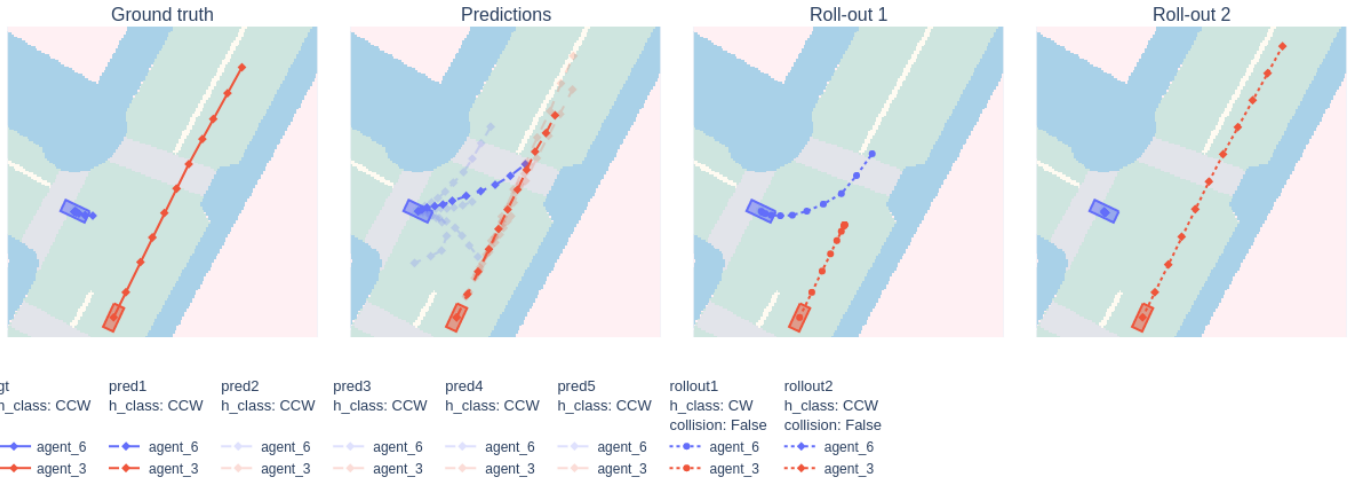 Ground truth Predictions Roll-out 1 Roll-out 2
gt pred1 pred2 pred3 pred4 pred5 rollout1 rollout2
h_class: CCW h_class: CCW h_class: CCW h_class: CCW h_class: CCW h_class: CCW h_class: CW h_class: CCW
collision: False collision: False
agent_6 agent_6 agent_6 agent_6 agent_6 agent_6 agent_6 agent_6
agent_3 agent_3 agent_3 agent_3 agent_3 agent_3 agent_3 agent_3